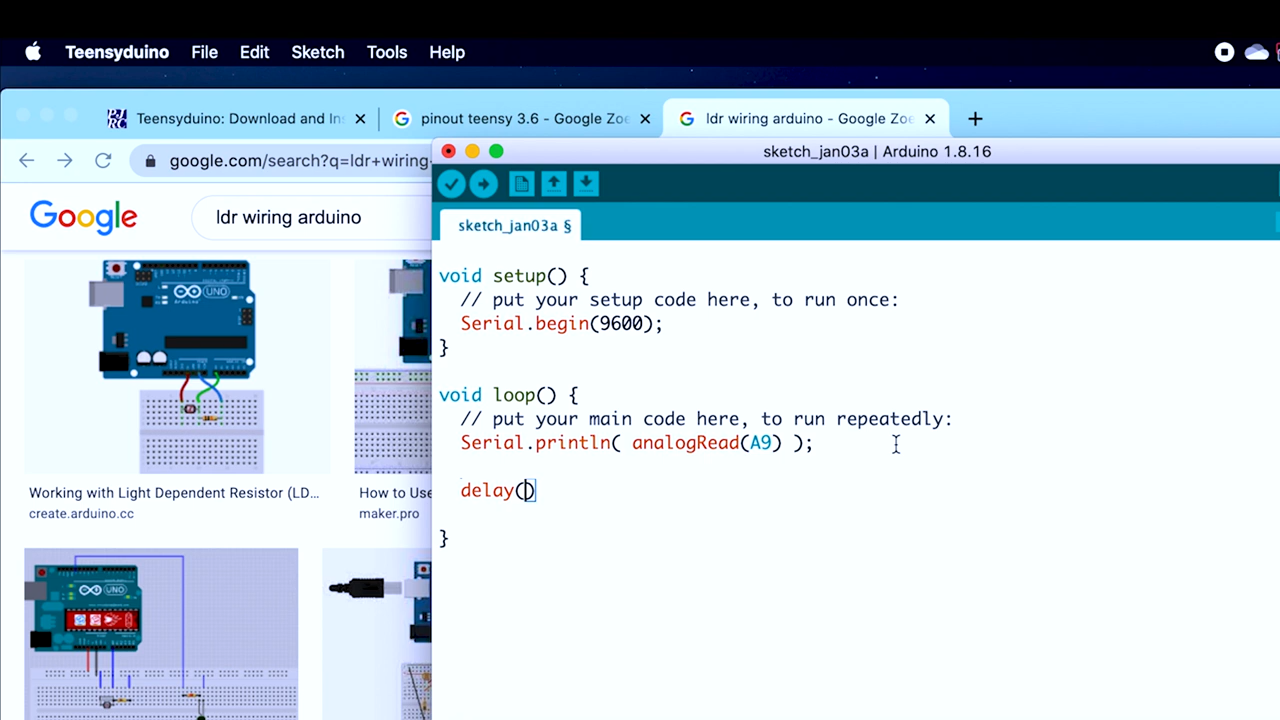 Teensyduino File Edit Sketch Tools Help
Teensyduino: Download and Ins
pinout teensy 3.6 - Google Zoe
ldr wiring arduino - Google Zoe
google.com/search?q=ldr+wiring-
sketch_jan03a | Arduino 1.8.16
Google
ldr wiring arduino
sketch_jan03a §
void setup() {
// put your setup code here, to run once:
Serial.begin(9600);
}
void loop() {
// put your main code here, to run repeatedly:
Serial.println( analogRead(A9) );
delay()
}
UNO
Working with Light Dependent Resistor (LD...
create.arduino.cc
How to Use
maker.pro
UNO